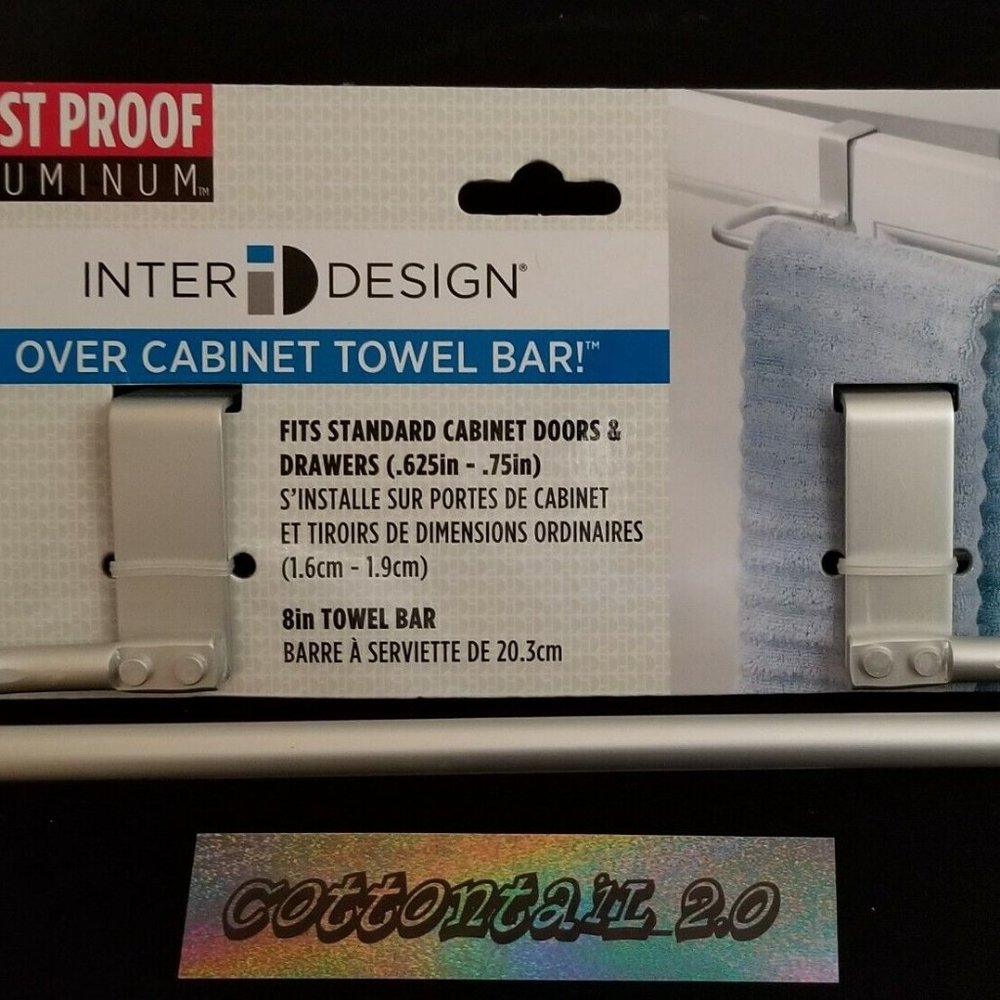 ST PROOF
UMINUM™
INTER iD DESIGN®
OVER CABINET TOWEL BAR!™
FITS STANDARD CABINET DOORS &
DRAWERS (.625in - .75in)
S'INSTALLE SUR PORTES DE CABINET
ET TIROIRS DE DIMENSIONS ORDINAIRES
(1.6cm - 1.9cm)
8in TOWEL BAR
BARRE À SERVIETTE DE 20.3cm
cottontail_2.0